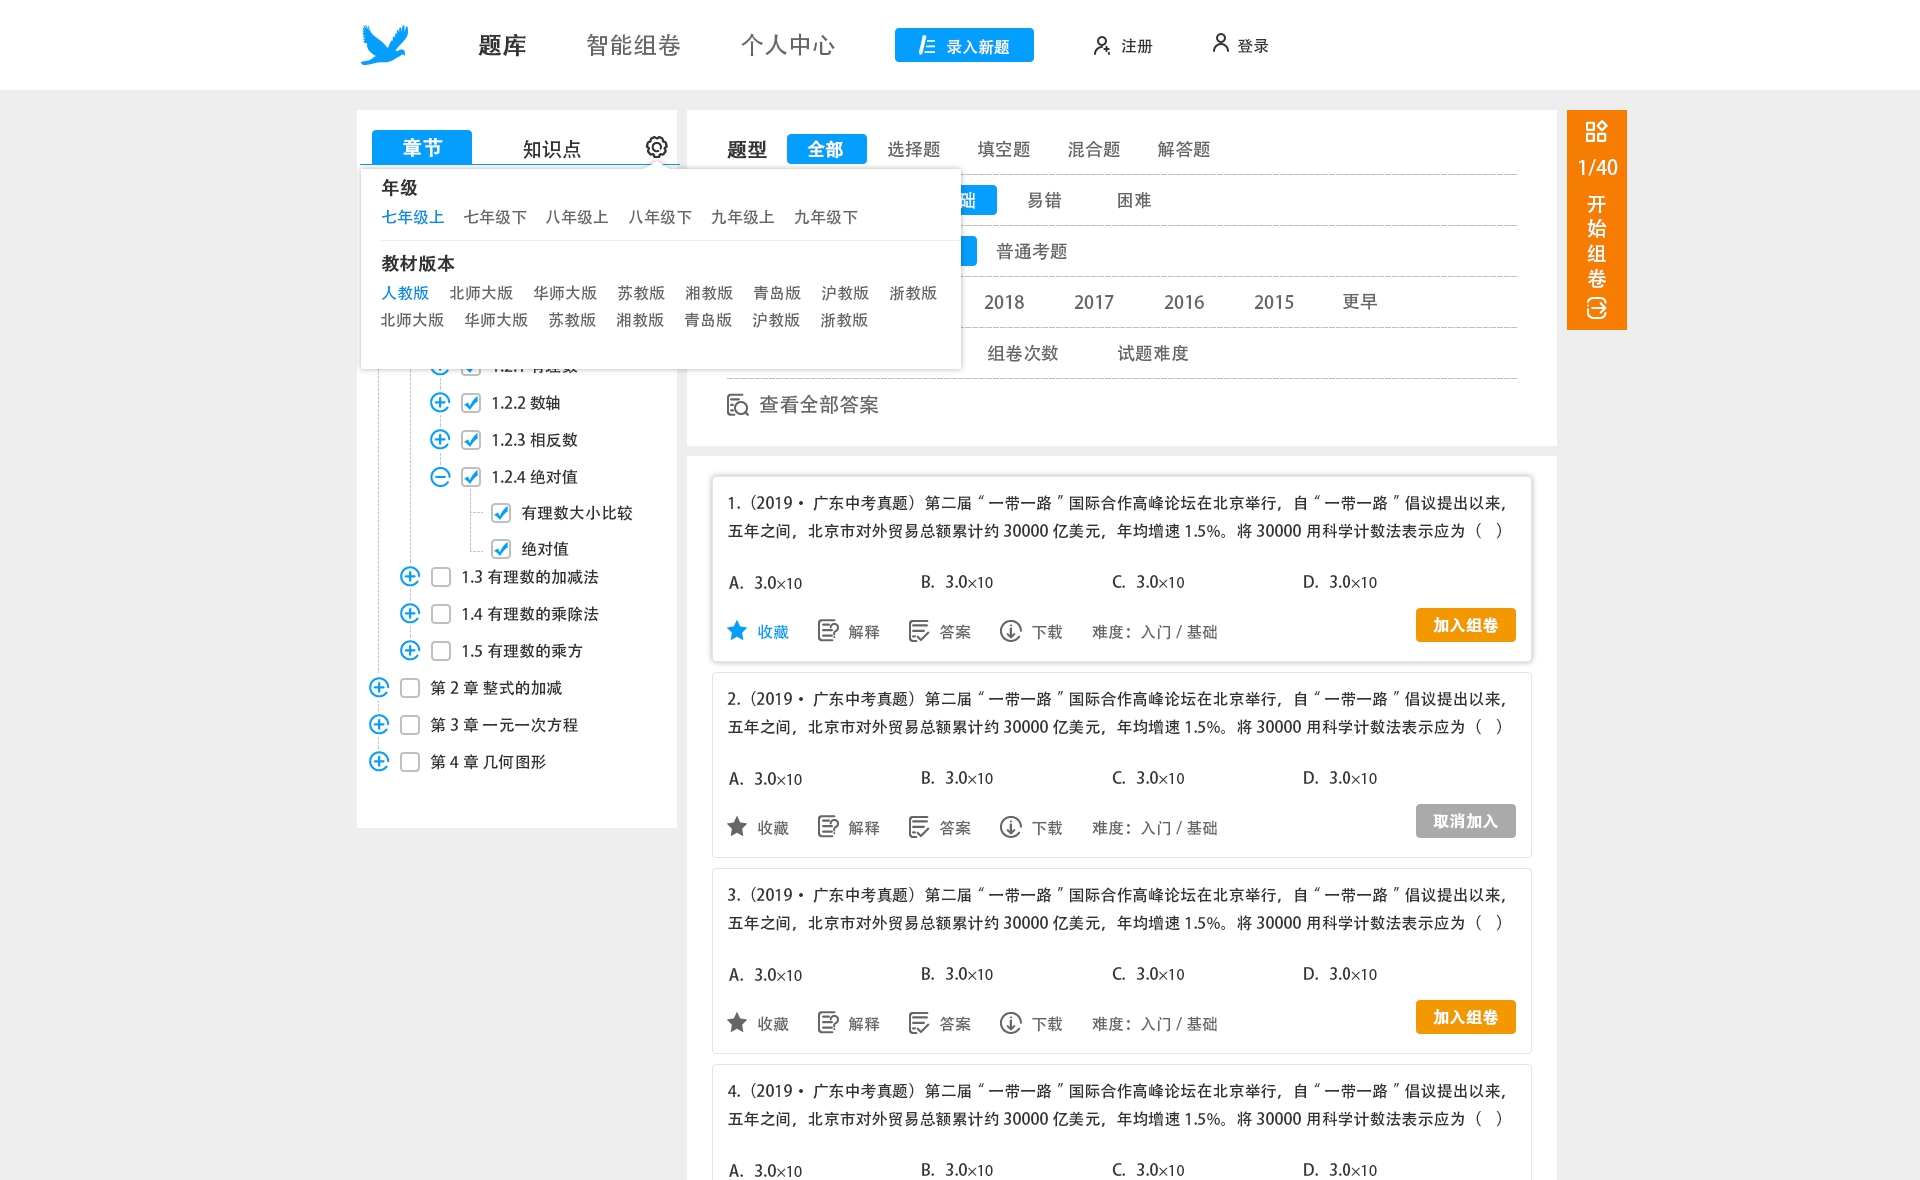 题库 智能组卷 个人中心 录入新题 注册 登录
章节 知识点
年级
七年级上 七年级下 八年级上 八年级下 九年级上 九年级下
教材版本
人教版 北师大版 华师大版 苏教版 湘教版 青岛版 沪教版 浙教版
北师大版 华师大版 苏教版 湘教版 青岛版 沪教版 浙教版
1.2.1 有理数
1.2.2 数轴
1.2.3 相反数
1.2.4 绝对值
有理数大小比较
绝对值
1.3 有理数的加减法
1.4 有理数的乘除法
1.5 有理数的乘方
第 2 章 整式的加减
第 3 章 一元一次方程
第 4 章 几何图形
题型 全部 选择题 填空题 混合题 解答题
础 易错 困难
普通考题
2018 2017 2016 2015 更早
组卷次数 试题难度
查看全部答案
1/40
开始组卷
1.（2019 • 广东中考真题）第二届“一带一路”国际合作高峰论坛在北京举行，自“一带一路”倡议提出以来，
五年之间，北京市对外贸易总额累计约 30000 亿美元，年均增速 1.5%。将 30000 用科学计数法表示应为（ ）
A. 3.0×10 B. 3.0×10 C. 3.0×10 D. 3.0×10
收藏 解释 答案 下载 难度：入门 / 基础 加入组卷
2.（2019 • 广东中考真题）第二届“一带一路”国际合作高峰论坛在北京举行，自“一带一路”倡议提出以来，
五年之间，北京市对外贸易总额累计约 30000 亿美元，年均增速 1.5%。将 30000 用科学计数法表示应为（ ）
A. 3.0×10 B. 3.0×10 C. 3.0×10 D. 3.0×10
收藏 解释 答案 下载 难度：入门 / 基础 取消加入
3.（2019 • 广东中考真题）第二届“一带一路”国际合作高峰论坛在北京举行，自“一带一路”倡议提出以来，
五年之间，北京市对外贸易总额累计约 30000 亿美元，年均增速 1.5%。将 30000 用科学计数法表示应为（ ）
A. 3.0×10 B. 3.0×10 C. 3.0×10 D. 3.0×10
收藏 解释 答案 下载 难度：入门 / 基础 加入组卷
4.（2019 • 广东中考真题）第二届“一带一路”国际合作高峰论坛在北京举行，自“一带一路”倡议提出以来，
五年之间，北京市对外贸易总额累计约 30000 亿美元，年均增速 1.5%。将 30000 用科学计数法表示应为（ ）
A. 3.0×10 B. 3.0×10 C. 3.0×10 D. 3.0×10